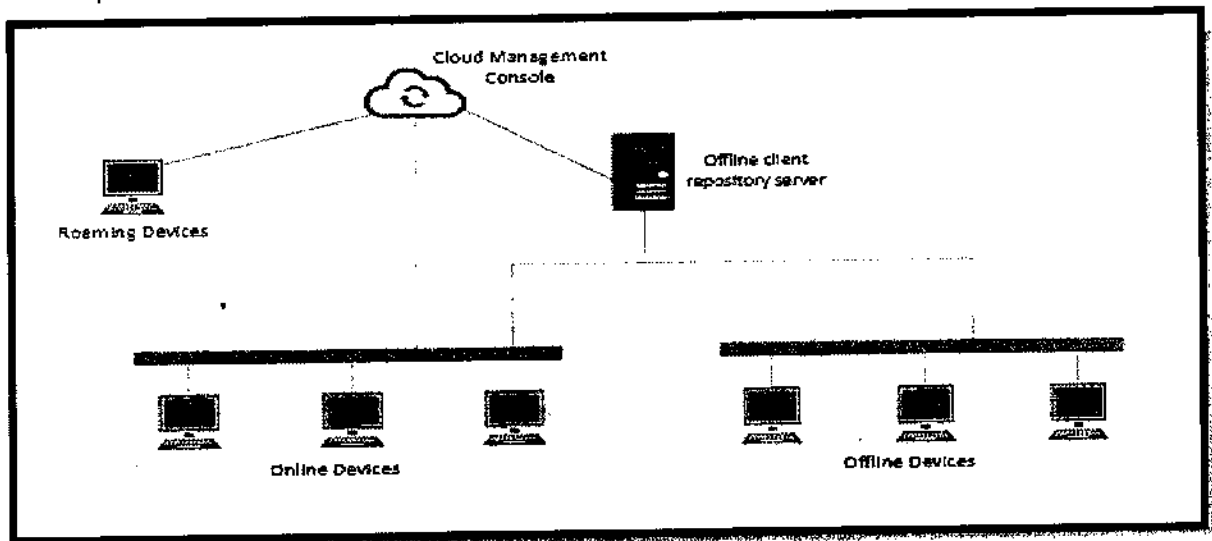 Cloud Management
Console
Offline client
repository server
Roaming Devices
Online Devices
Offline Devices